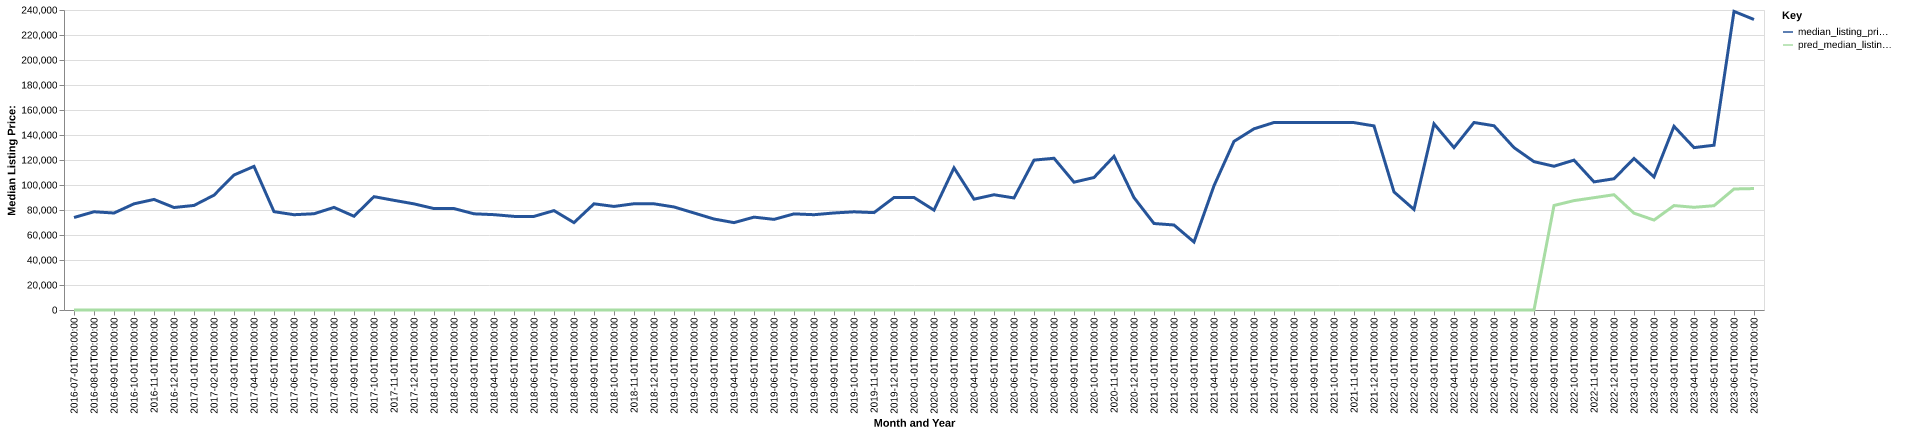 240,000
220,000
200,000
180,000
160,000
140,000
120,000
100,000
80,000
60,000
40,000
20,000
0
Median Listing Price:
2016-07-01T00:00:00
2016-08-01T00:00:00
2016-09-01T00:00:00
2016-10-01T00:00:00
2016-11-01T00:00:00
2016-12-01T00:00:00
2017-01-01T00:00:00
2017-02-01T00:00:00
2017-03-01T00:00:00
2017-04-01T00:00:00
2017-05-01T00:00:00
2017-06-01T00:00:00
2017-07-01T00:00:00
2017-08-01T00:00:00
2017-09-01T00:00:00
2017-10-01T00:00:00
2017-11-01T00:00:00
2017-12-01T00:00:00
2018-01-01T00:00:00
2018-02-01T00:00:00
2018-03-01T00:00:00
2018-04-01T00:00:00
2018-05-01T00:00:00
2018-06-01T00:00:00
2018-07-01T00:00:00
2018-08-01T00:00:00
2018-09-01T00:00:00
2018-10-01T00:00:00
2018-11-01T00:00:00
2018-12-01T00:00:00
2019-01-01T00:00:00
2019-02-01T00:00:00
2019-03-01T00:00:00
2019-04-01T00:00:00
2019-05-01T00:00:00
2019-06-01T00:00:00
2019-07-01T00:00:00
2019-08-01T00:00:00
2019-09-01T00:00:00
2019-10-01T00:00:00
2019-11-01T00:00:00
2019-12-01T00:00:00
2020-01-01T00:00:00
2020-02-01T00:00:00
2020-03-01T00:00:00
2020-04-01T00:00:00
2020-05-01T00:00:00
2020-06-01T00:00:00
2020-07-01T00:00:00
2020-08-01T00:00:00
2020-09-01T00:00:00
2020-10-01T00:00:00
2020-11-01T00:00:00
2020-12-01T00:00:00
2021-01-01T00:00:00
2021-02-01T00:00:00
2021-03-01T00:00:00
2021-04-01T00:00:00
2021-05-01T00:00:00
2021-06-01T00:00:00
2021-07-01T00:00:00
2021-08-01T00:00:00
2021-09-01T00:00:00
2021-10-01T00:00:00
2021-11-01T00:00:00
2021-12-01T00:00:00
2022-01-01T00:00:00
2022-02-01T00:00:00
2022-03-01T00:00:00
2022-04-01T00:00:00
2022-05-01T00:00:00
2022-06-01T00:00:00
2022-07-01T00:00:00
2022-08-01T00:00:00
2022-09-01T00:00:00
2022-10-01T00:00:00
2022-11-01T00:00:00
2022-12-01T00:00:00
2023-01-01T00:00:00
2023-02-01T00:00:00
2023-03-01T00:00:00
2023-04-01T00:00:00
2023-05-01T00:00:00
2023-06-01T00:00:00
2023-07-01T00:00:00
Month and Year
Key
median_listing_pri…
pred_median_listin…